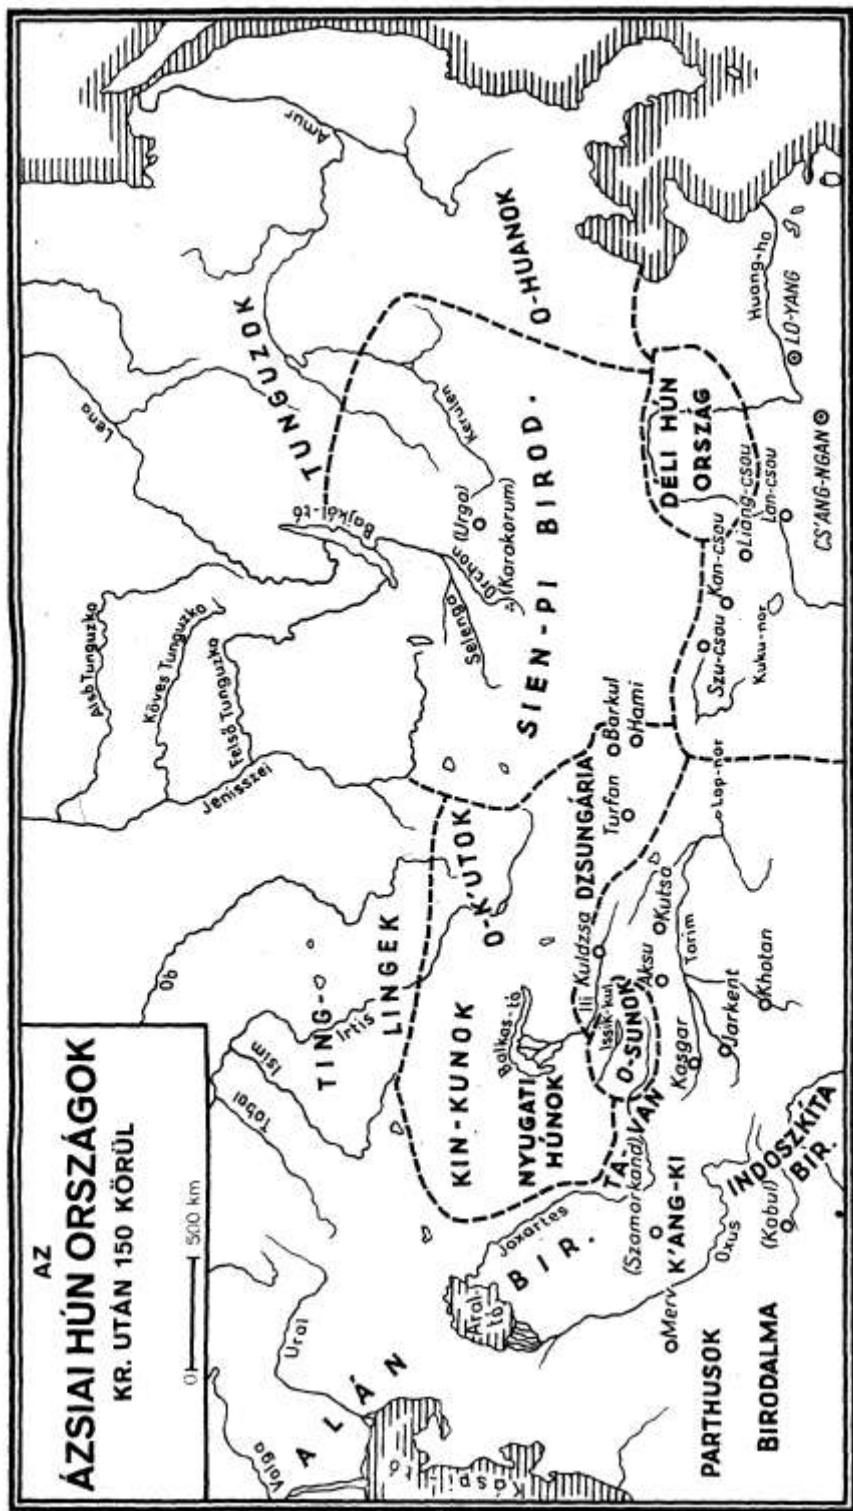 AZ
ÁZSIAI HÚN ORSZÁGOK
KR. UTÁN 150 KÖRÜL
0 500 km
Volga
Ural
ALÁN
BIR.
Káspi
Aral-
tó
Jaxartes
Oxus
Merv
PARTHUSOK
BIRODALMA
K'ANG-KI
(Szamarkand)
TA-VAN
(Kabul)
INDOSZKÍTA
BIR.
Tobol
Isim
Irtis
Ob
TING-
LINGEK
KIN-KUNOK
O-K'UTOK
NYUGATI
HÚNOK
Balkas-tó
Ili
Kuldzsa
Issik-kul
O-SUNOK
Kasgar
Jarkent
Khotan
Aksu
Kutsa
Tarim
Lop-nor
DZSUNGÁRIA
Turfan
Barkul
Hami
Jenisszei
Alsó Tunguzka
Köves Tunguzka
Felső Tunguzka
Lena
Bajkál-tó
Selenga
Orchon
(Urga)
(Karakorum)
Kerulen
SIEN-PI BIROD.
TUNGUZOK
Amur
O-HUANOK
DÉLI HÚN
ORSZÁG
Szu-csou
Kan-csou
Liang-csou
Lan-csou
Kuku-nor
Huang-ho
LO-YANG
CS'ANG-NGAN